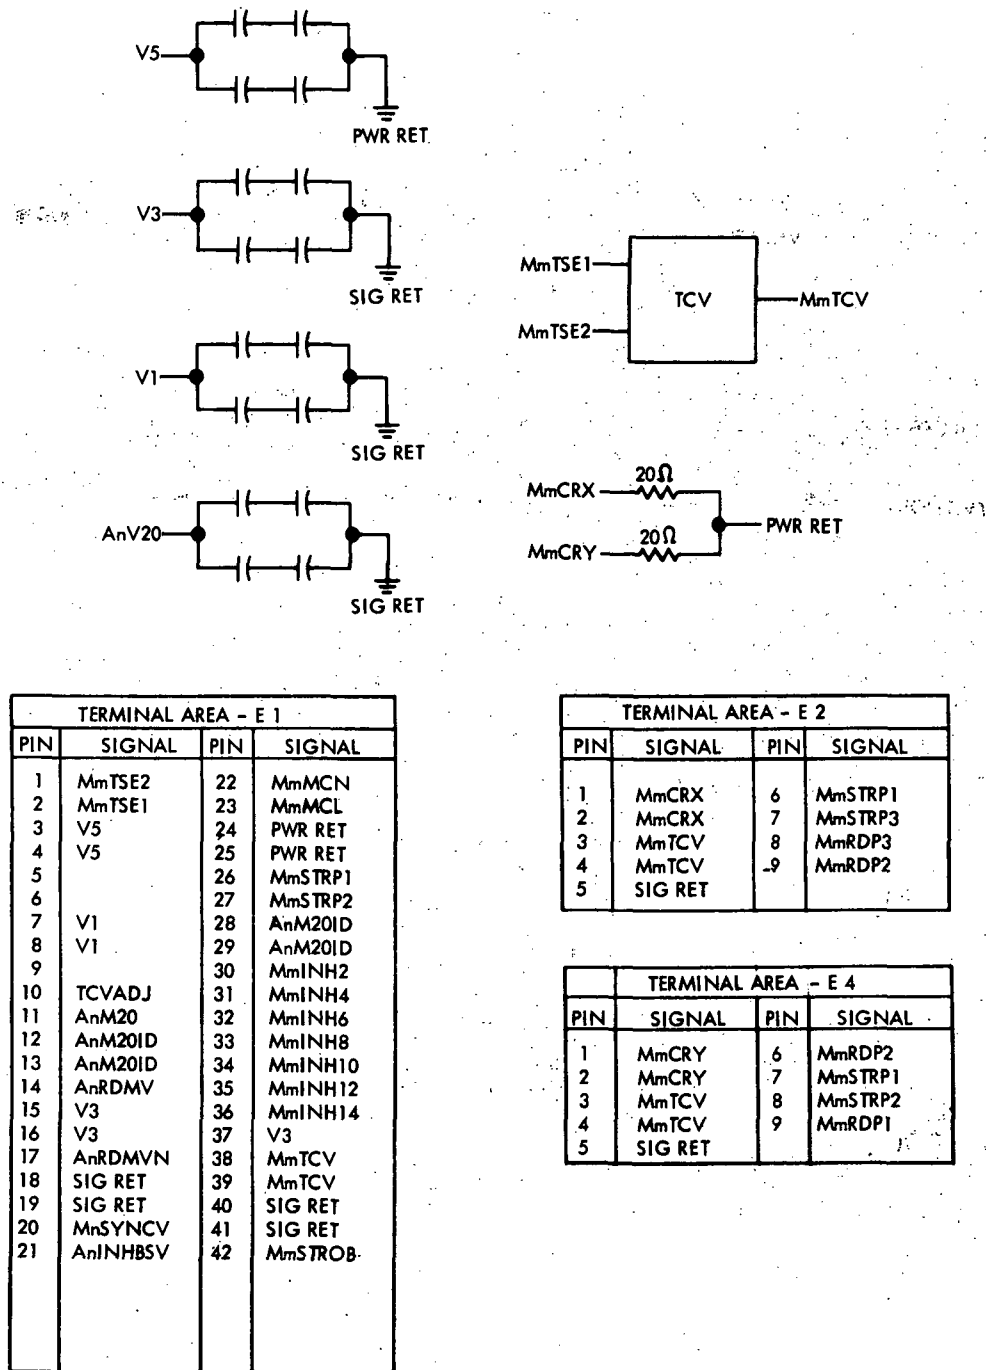 V5
PWR RET
V3
SIG RET
V1
SIG RET
AnV20
SIG RET
MmTSE1
MmTSE2
TCV
MmTCV
MmCRX
20Ω
MmCRY
20Ω
PWR RET
TERMINAL AREA - E 1
PIN SIGNAL PIN SIGNAL
1 MmTSE2 22 MmMCN
2 MmTSE1 23 MmMCL
3 V5 24 PWR RET
4 V5 25 PWR RET
5 26 MmSTRP1
6 27 MmSTRP2
7 V1 28 AnM20ID
8 V1 29 AnM20ID
9 30 MmINH2
10 TCVADJ 31 MmINH4
11 AnM20 32 MmINH6
12 AnM20ID 33 MmINH8
13 AnM20ID 34 MmINH10
14 AnRDMV 35 MmINH12
15 V3 36 MmINH14
16 V3 37 V3
17 AnRDMVN 38 MmTCV
18 SIG RET 39 MmTCV
19 SIG RET 40 SIG RET
20 MnSYNCV 41 SIG RET
21 AnINHBSV 42 MmSTROB
TERMINAL AREA - E 2
PIN SIGNAL PIN SIGNAL
1 MmCRX 6 MmSTRP1
2 MmCRX 7 MmSTRP3
3 MmTCV 8 MmRDP3
4 MmTCV 9 MmRDP2
5 SIG RET
TERMINAL AREA - E 4
PIN SIGNAL PIN SIGNAL
1 MmCRY 6 MmRDP2
2 MmCRY 7 MmSTRP1
3 MmTCV 8 MmSTRP2
4 MmTCV 9 MmRDP1
5 SIG RET